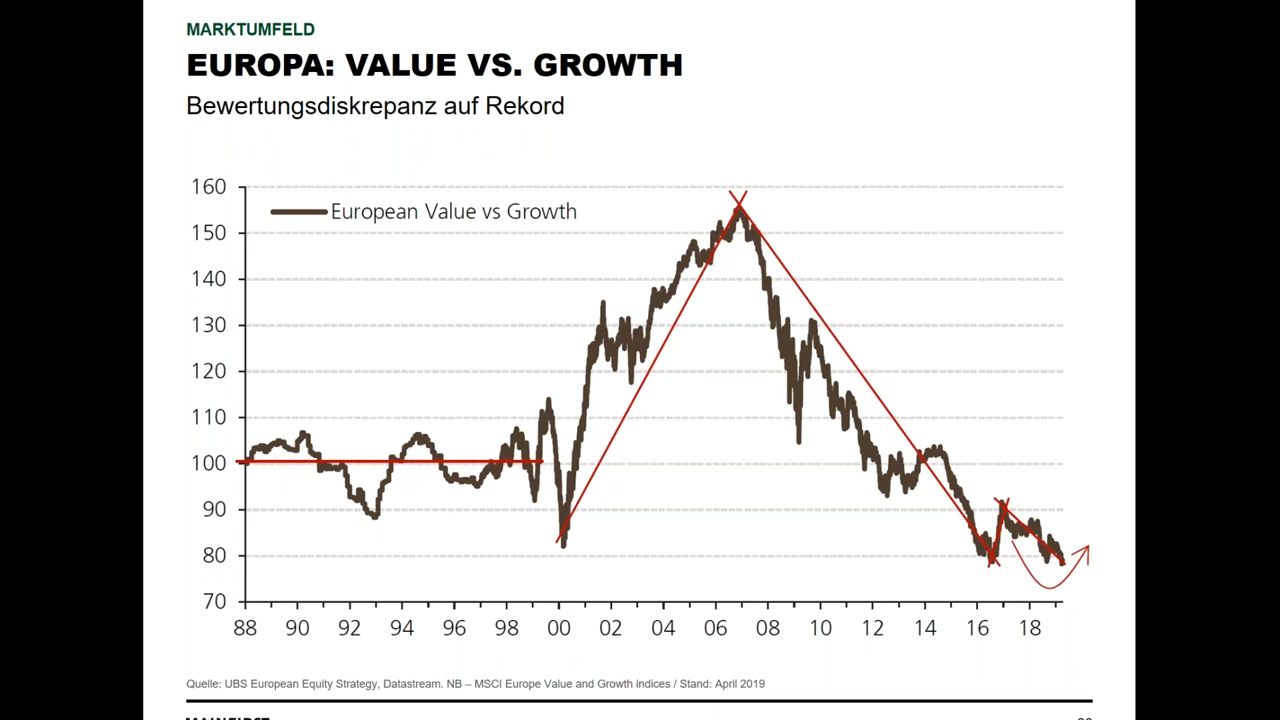 MARKTUMFELD
EUROPA: VALUE VS. GROWTH
Bewertungsdiskrepanz auf Rekord
160
European Value vs Growth
150
140
130
120
110
100
90
80
70
88 90 92 94 96 98 00 02 04 06 08 10 12 14 16 18
Quelle: UBS European Equity Strategy, Datastream. NB – MSCI Europe Value and Growth indices / Stand: April 2019
MAINFIRST